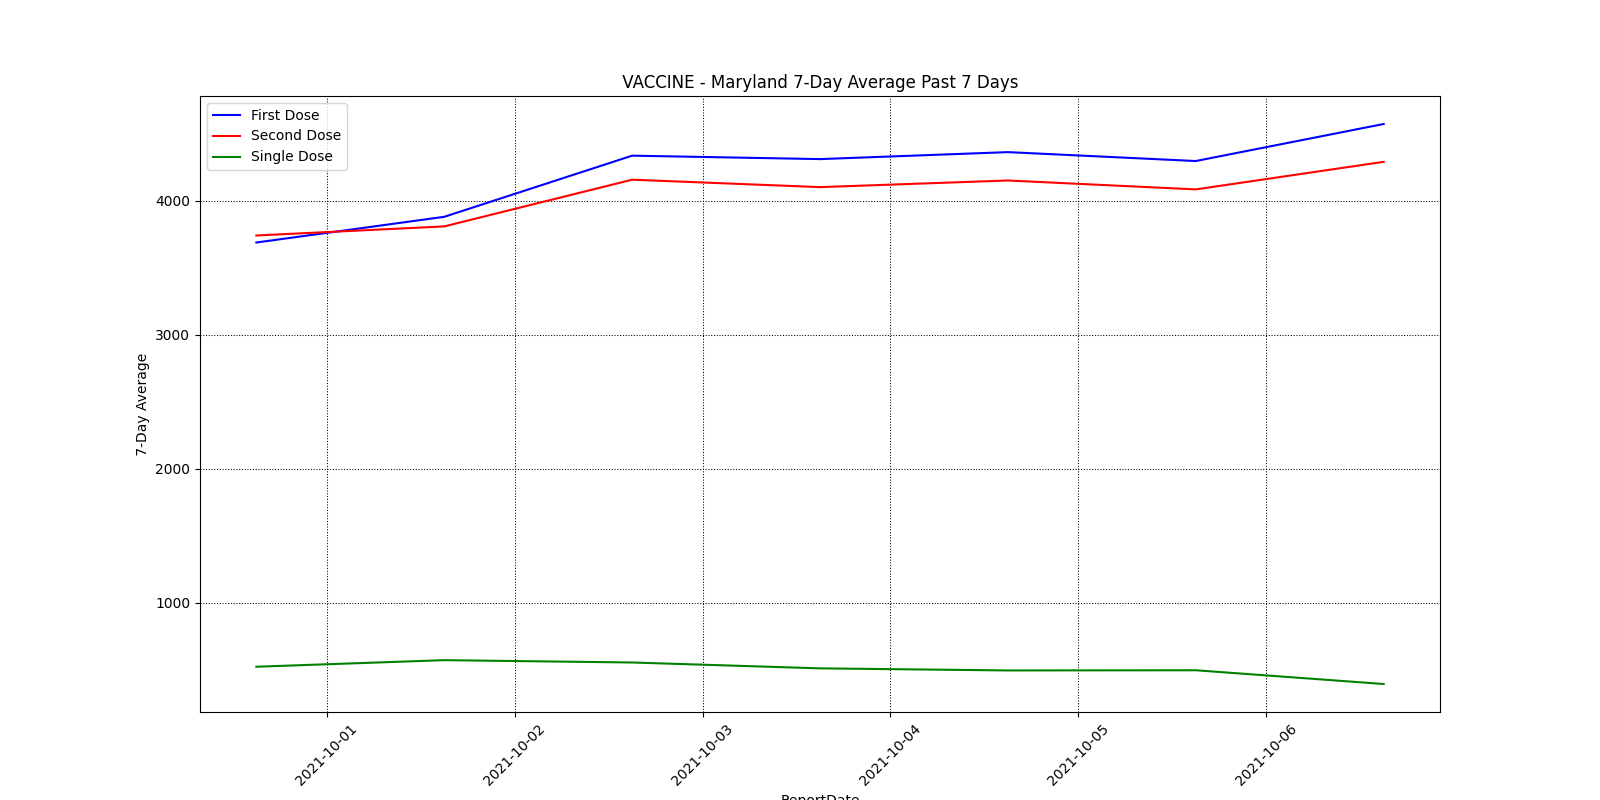 VACCINE - Maryland 7-Day Average Past 7 Days
First Dose
Second Dose
Single Dose
4000
3000
2000
1000
7-Day Average
2021-10-01
2021-10-02
2021-10-03
2021-10-04
2021-10-05
2021-10-06
ReportDate